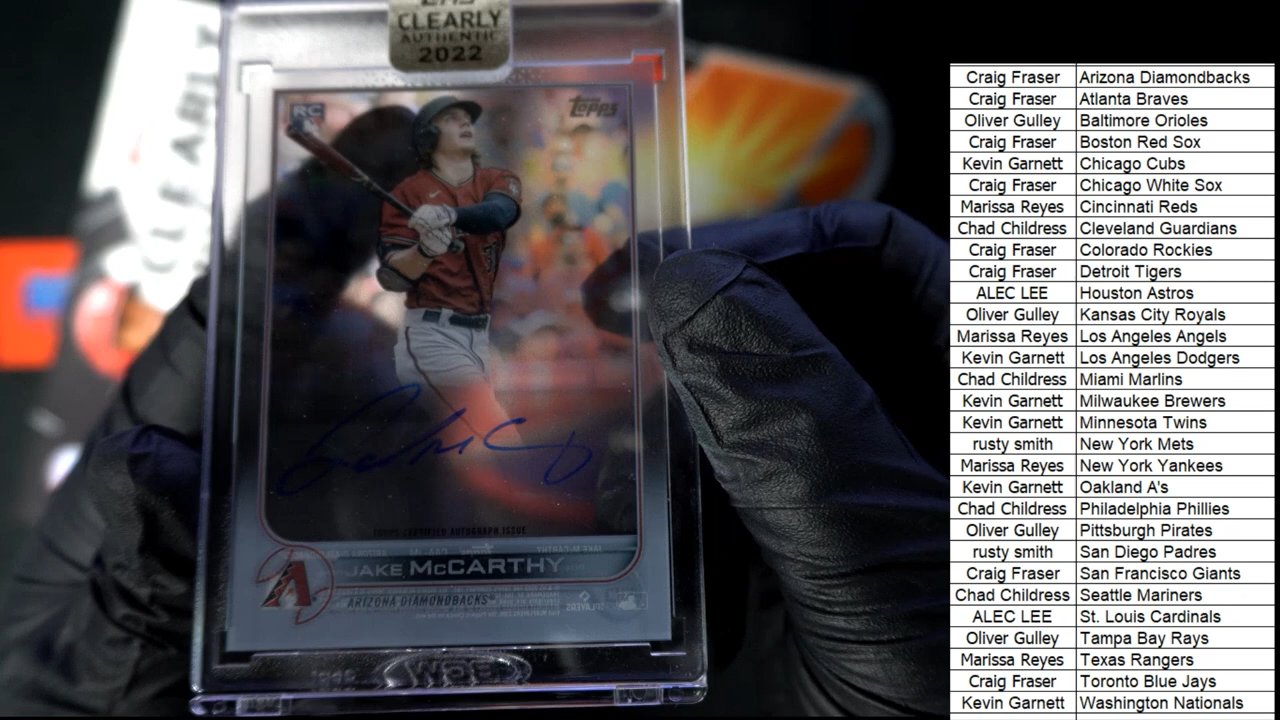 CLEARLY
AUTHENTIC
2022
RC
Topps
TOPPS CERTIFIED AUTOGRAPH ISSUE
JAKE McCARTHY
ARIZONA DIAMONDBACKS
CLEARLY
Craig Fraser Arizona Diamondbacks
Craig Fraser Atlanta Braves
Oliver Gulley Baltimore Orioles
Craig Fraser Boston Red Sox
Kevin Garnett Chicago Cubs
Craig Fraser Chicago White Sox
Marissa Reyes Cincinnati Reds
Chad Childress Cleveland Guardians
Craig Fraser Colorado Rockies
Craig Fraser Detroit Tigers
ALEC LEE Houston Astros
Oliver Gulley Kansas City Royals
Marissa Reyes Los Angeles Angels
Kevin Garnett Los Angeles Dodgers
Chad Childress Miami Marlins
Kevin Garnett Milwaukee Brewers
Kevin Garnett Minnesota Twins
rusty smith New York Mets
Marissa Reyes New York Yankees
Kevin Garnett Oakland A's
Chad Childress Philadelphia Phillies
Oliver Gulley Pittsburgh Pirates
rusty smith San Diego Padres
Craig Fraser San Francisco Giants
Chad Childress Seattle Mariners
ALEC LEE St. Louis Cardinals
Oliver Gulley Tampa Bay Rays
Marissa Reyes Texas Rangers
Craig Fraser Toronto Blue Jays
Kevin Garnett Washington Nationals